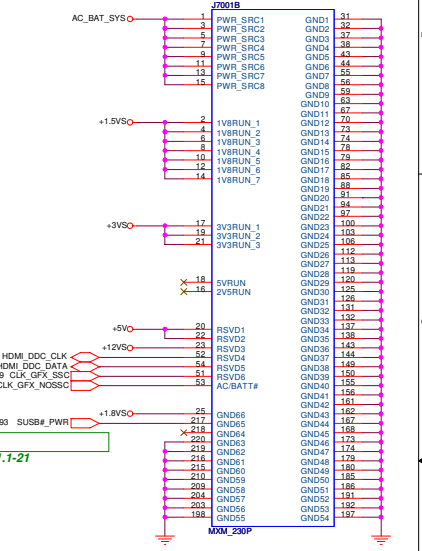 J7001B
AC_BAT_SYS 1 PWR_SRC1 GND1 31
3 PWR_SRC2 GND2 32
5 PWR_SRC3 GND3 37
7 PWR_SRC4 GND4 38
9 PWR_SRC5 GND5 43
11 PWR_SRC6 GND6 44
13 PWR_SRC7 GND7 55
15 PWR_SRC8 GND8 56
GND9 59
GND10 63
GND11 67
+1.5VS 2 1V8RUN_1 GND12 70
4 1V8RUN_2 GND13 73
6 1V8RUN_3 GND14 74
8 1V8RUN_4 GND15 78
10 1V8RUN_5 GND16 79
12 1V8RUN_6 GND17 82
14 1V8RUN_7 GND18 85
GND19 88
GND20 91
GND21 94
GND22 97
+3VS 17 3V3RUN_1 GND23 100
19 3V3RUN_2 GND24 103
21 3V3RUN_3 GND25 106
GND26 112
GND27 113
GND28 119
18 5VRUN GND29 120
16 2V5RUN GND30 125
GND31 126
GND32 131
GND33 132
+5V 20 RSVD1 GND34 137
22 RSVD2 GND35 138
+12VS 23 RSVD3 GND36 143
HDMI_DDC_CLK 52 RSVD4 GND37 144
HDMI_DDC_DATA 54 RSVD5 GND38 149
9 CLK_GFX_SSC 51 RSVD6 GND39 150
CLK_GFX_NOSSC 53 AC/BATT# GND40 155
GND41 156
GND42 161
+1.8VS 25 GND66 GND43 162
93 SUSB#_PWR 217 GND65 GND44 167
218 GND64 GND45 168
220 GND63 GND46 173
219 GND62 GND47 174
1.1-21 216 GND61 GND48 179
215 GND60 GND49 180
210 GND59 GND50 185
209 GND58 GND51 186
204 GND57 GND52 191
203 GND56 GND53 192
198 GND55 GND54 197
MXM_230P